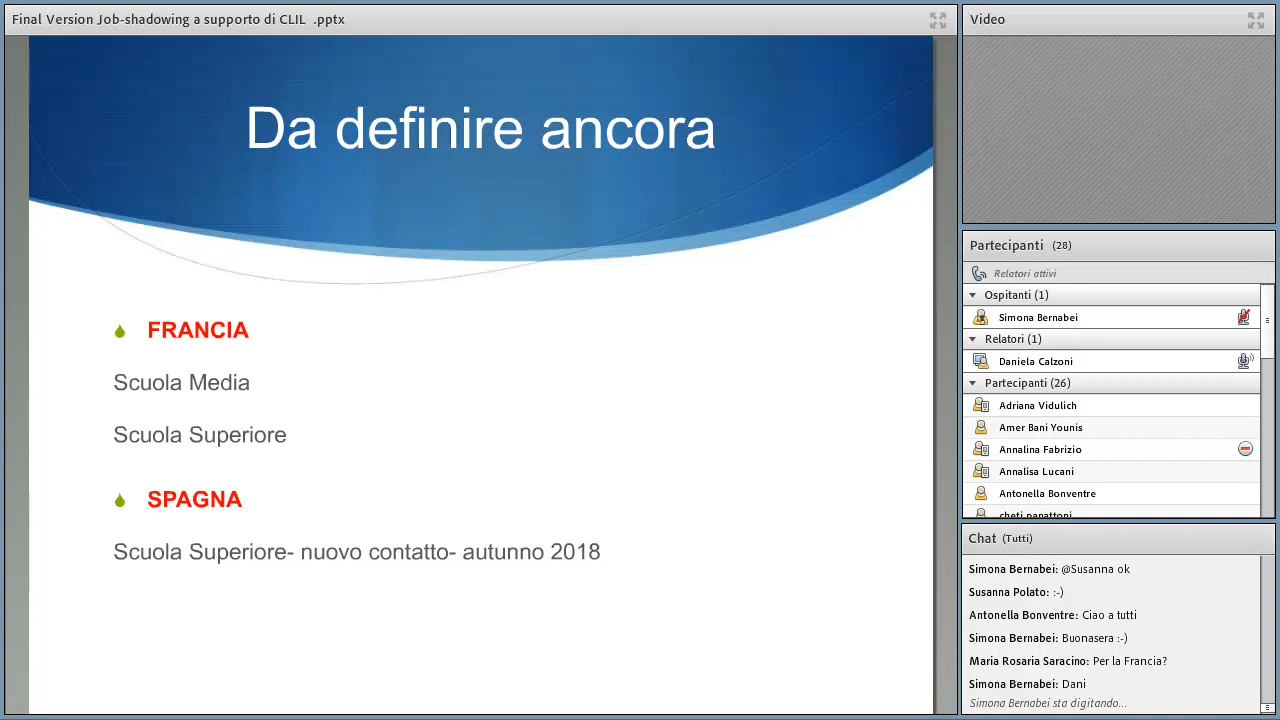 Final Version Job-shadowing a supporto di CLIL .pptx
Da definire ancora
FRANCIA
Scuola Media
Scuola Superiore
SPAGNA
Scuola Superiore- nuovo contatto- autunno 2018
Video
Partecipanti (28)
Relatori attivi
Ospitanti (1)
Simona Bernabei
Relatori (1)
Daniela Calzoni
Partecipanti (26)
Adriana Vidulich
Amer Bani Younis
Annalina Fabrizio
Annalisa Lucani
Antonella Bonventre
cheti panattoni
Chat (Tutti)
Simona Bernabei: @Susanna ok
Susanna Polato: :-)
Antonella Bonventre: Ciao a tutti
Simona Bernabei: Buonasera :-)
Maria Rosaria Saracino: Per la Francia?
Simona Bernabei: Dani
Simona Bernabei sta digitando...